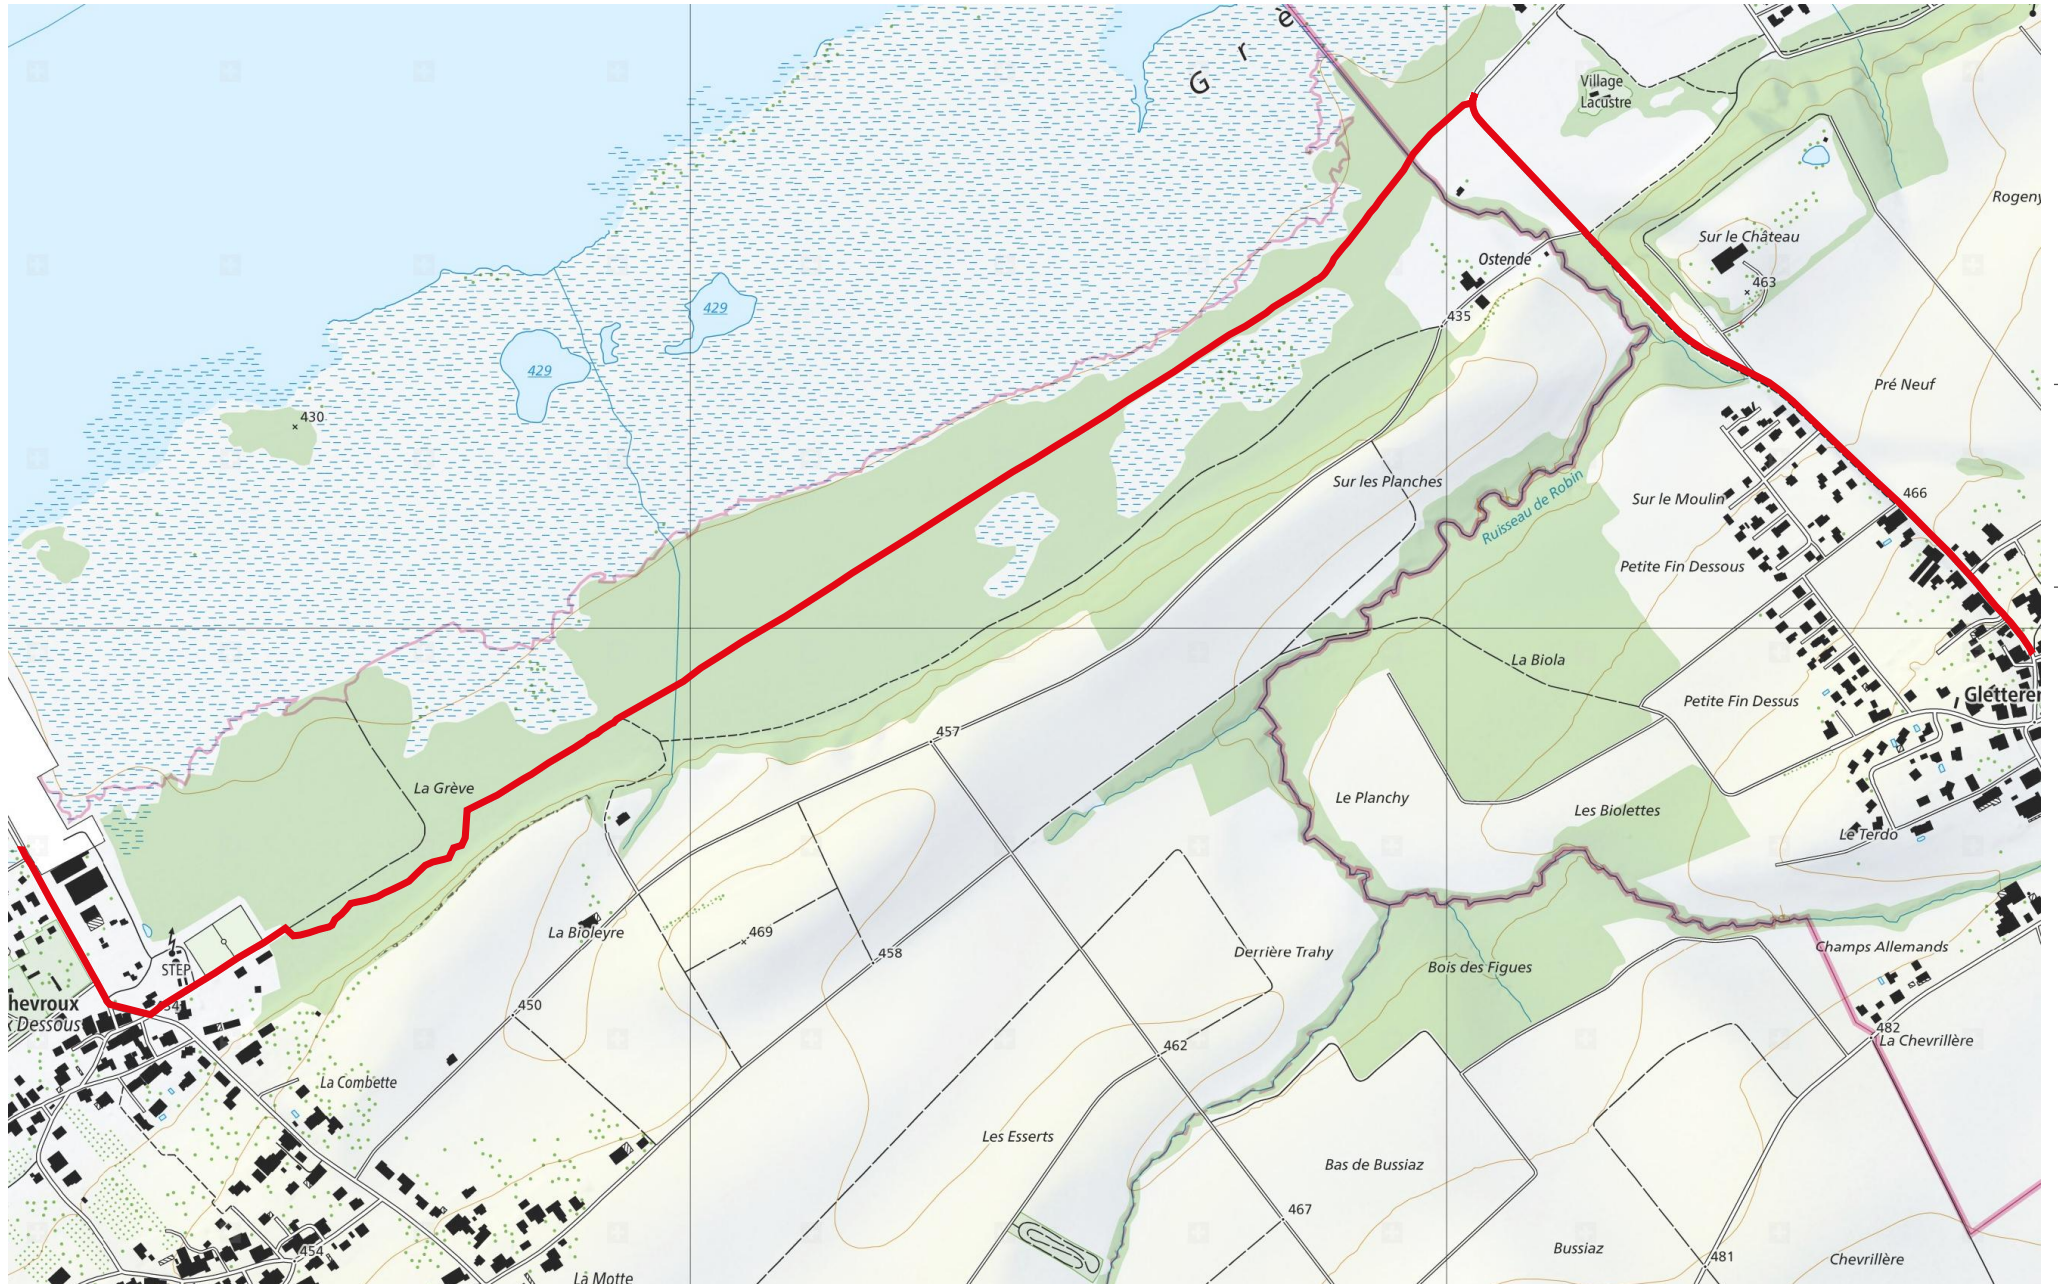 G r è
Village
Lacustre
Rogeny
Sur le Château
Ostende
463
429
435
429
Pré Neuf
430
Sur les Planches
466
Sur le Moulin
Ruisseau de Robin
Petite Fin Dessous
La Biola
Gletteren
Petite Fin Dessus
457
La Grève
Le Planchy
Les Biolettes
Le Terdo
La Bioleyre
469
458
Derrière Trahy
Champs Allemands
STEP
Bois des Figues
hevroux
Dessous
450
482
La Chevrillère
462
La Combette
Les Esserts
Bas de Bussiaz
467
454
Bussiaz
481
Chevrillère
La Motte